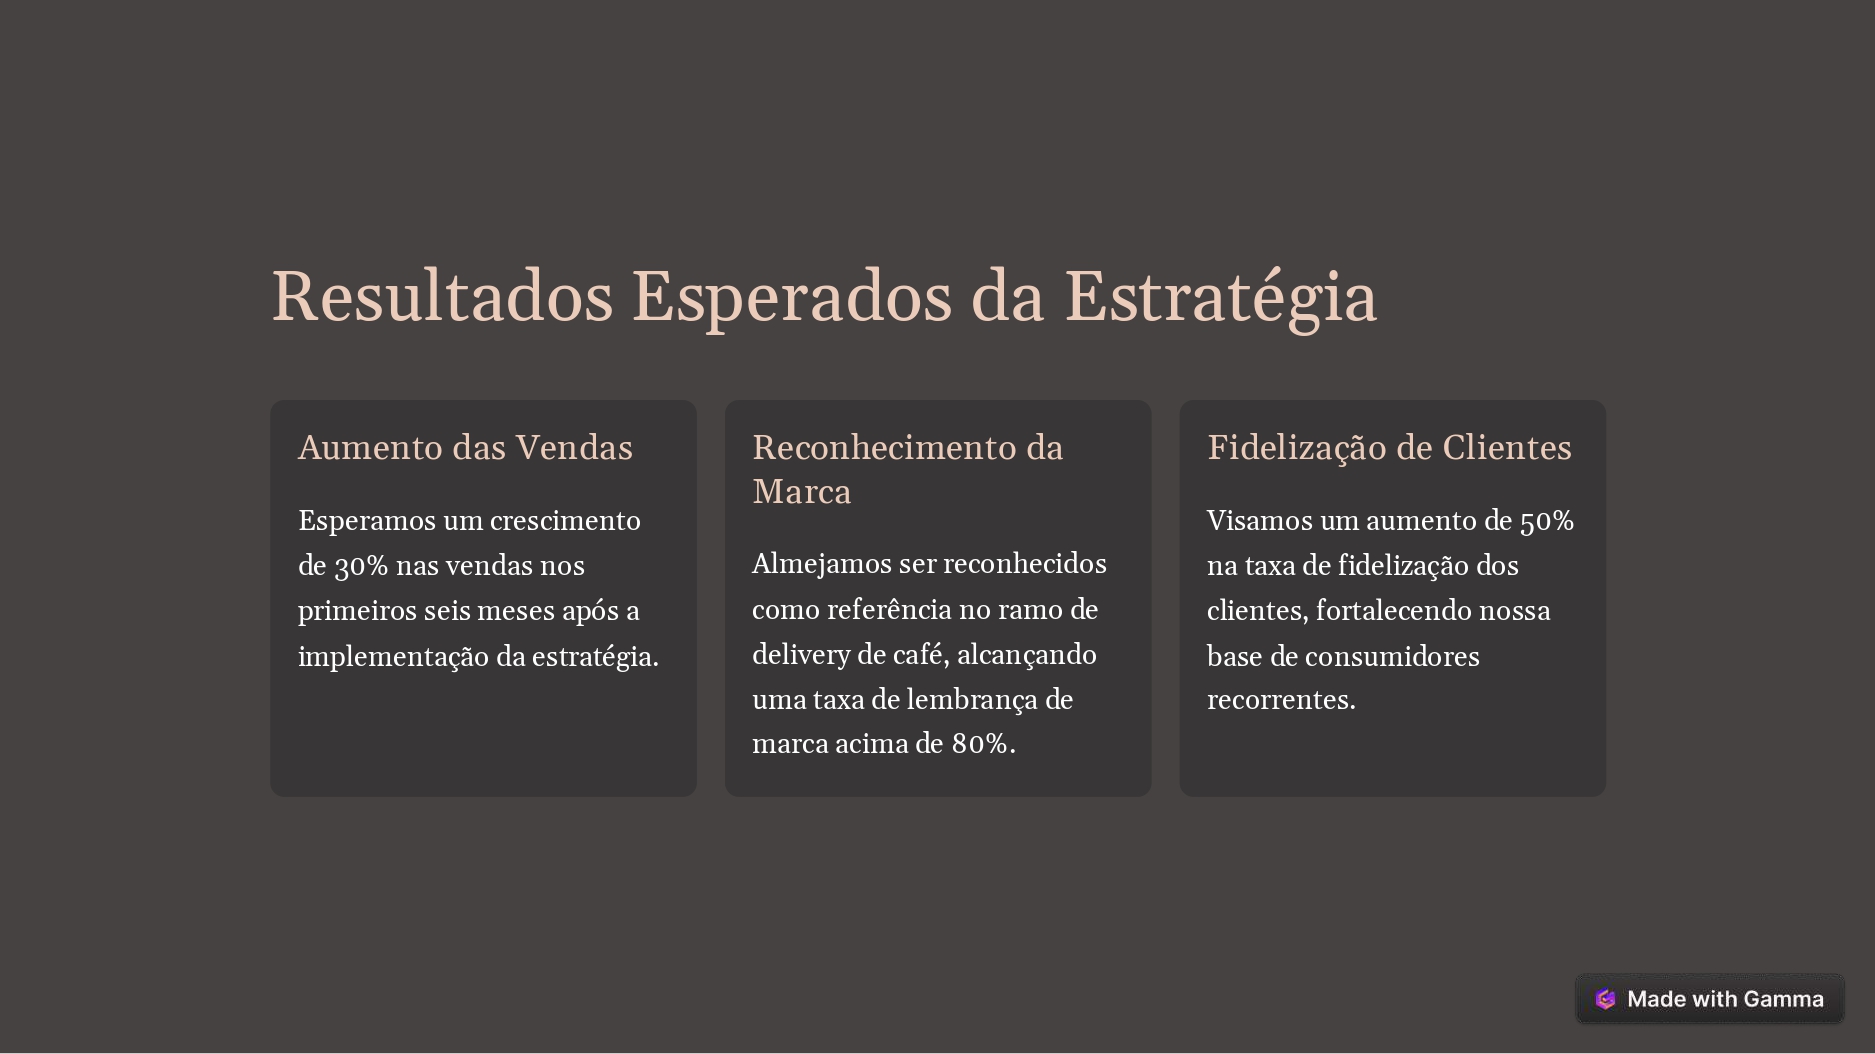 Resultados Esperados da Estratégia
Aumento das Vendas
Esperamos um crescimento
de 30% nas vendas nos
primeiros seis meses após a
implementação da estratégia.
Reconhecimento da
Marca
Almejamos ser reconhecidos
como referência no ramo de
delivery de café, alcançando
uma taxa de lembrança de
marca acima de 80%.
Fidelização de Clientes
Visamos um aumento de 50%
na taxa de fidelização dos
clientes, fortalecendo nossa
base de consumidores
recorrentes.
Made with Gamma